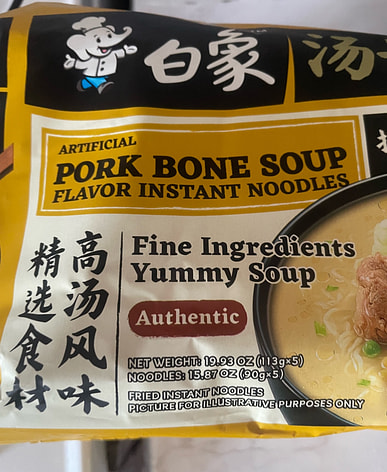 白象
汤
ARTIFICIAL
PORK BONE SOUP
FLAVOR INSTANT NOODLES
高汤风味
精选食材
Fine Ingredients
Yummy Soup
Authentic
NET WEIGHT: 19.93 OZ (113g×5)
NOODLES: 15.87 OZ (90g×5)
FRIED INSTANT NOODLES
PICTURE FOR ILLUSTRATIVE PURPOSES ONLY